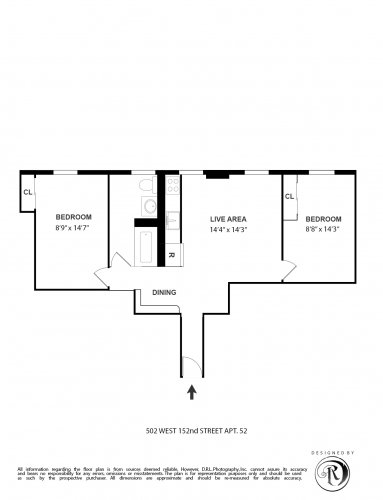 CL
BEDROOM
8'9" x 14'7"
LIVE AREA
14'4" x 14'3"
CL
BEDROOM
8'8" x 14'3"
R
DINING
502 WEST 152nd STREET APT. 52
DESIGNED BY
R
All information regarding the floor plan is from sources deemed reliable, However, D.R.L. Photography,Inc. cannot assure its accuracy
and bears no responsibility for errors, ommissions or misstatements.The plan is for representation purposes only and should be used
as such by the prospective purchaser. All dimensions are approximate and should be re-measured for absolute accuracy.